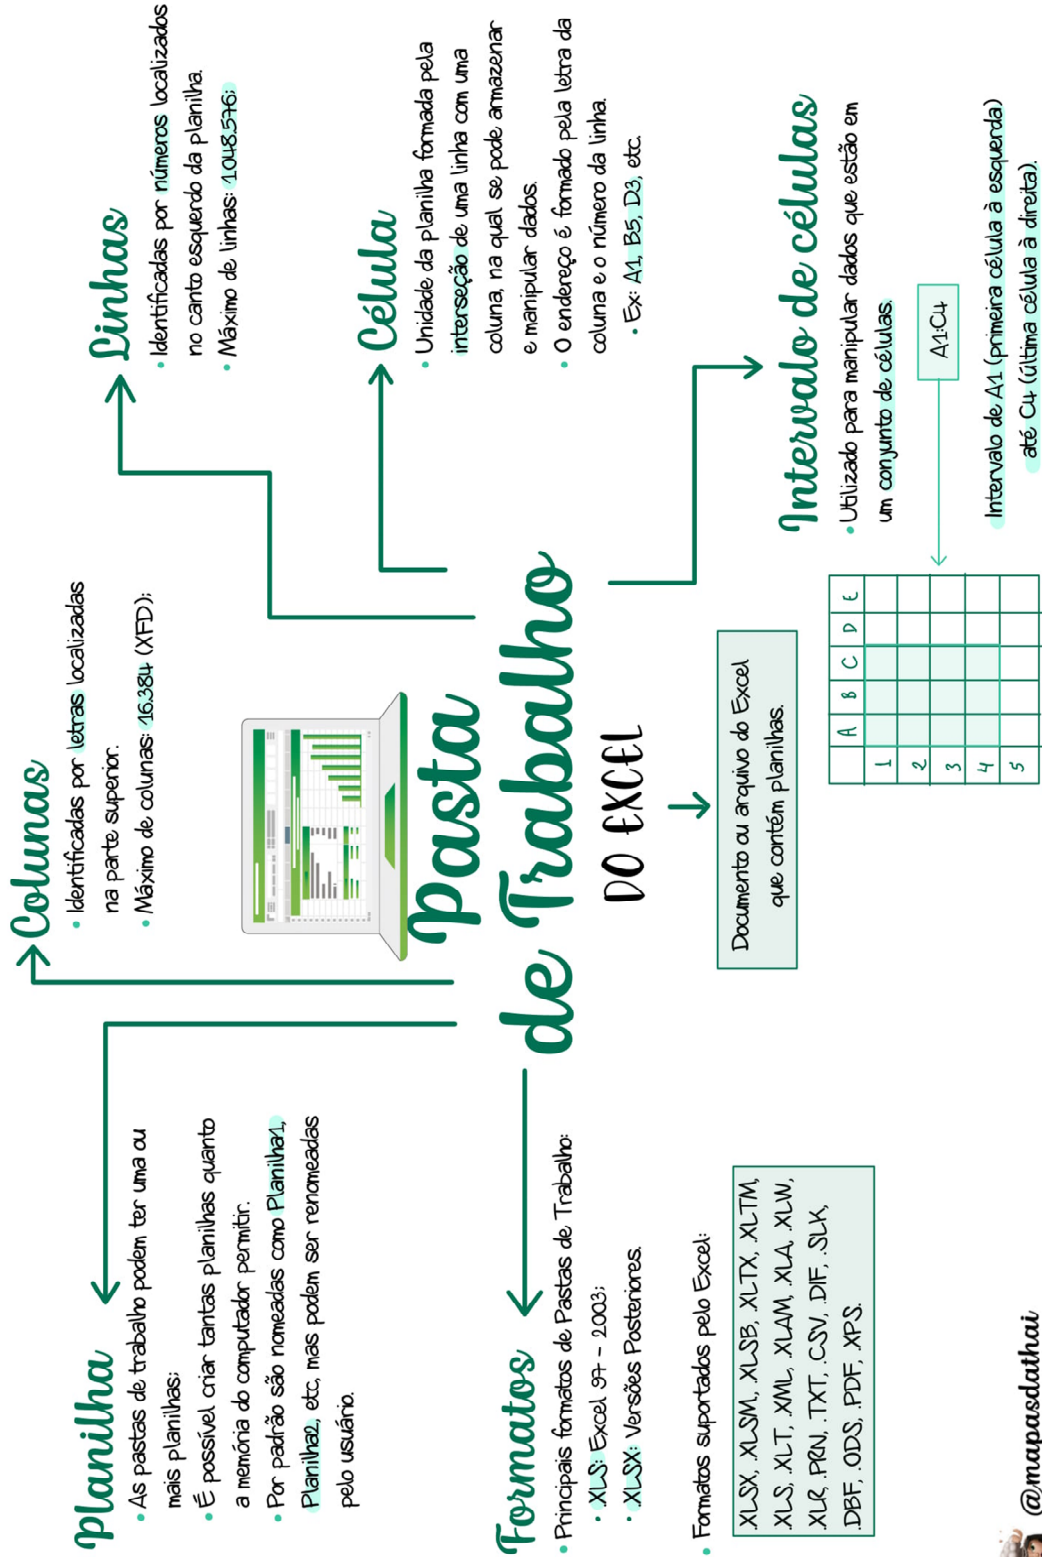 Pasta
de Trabalho
DO EXCEL
Documento ou arquivo do Excel
que contém planilhas.
Planilha
• As pastas de trabalho podem ter uma ou
mais planilhas;
• É possível criar tantas planilhas quanto
a memória do computador permitir.
• Por padrão são nomeadas como Planilha1,
Planilha2, etc, mas podem ser renomeadas
pelo usuário.
Colunas
• Identificadas por letras localizadas
na parte superior.
• Máximo de colunas: 16.384 (XFD);
Linhas
• Identificadas por números localizados
no canto esquerdo da planilha.
• Máximo de linhas: 1.048.576;
Célula
• Unidade da planilha formada pela
interseção de uma linha com uma
coluna, na qual se pode armazenar
e manipular dados.
• O endereço é formado pela letra da
coluna e o número da linha.
• Ex: A1, B5, D3, etc.
Formatos
• Principais formatos de Pastas de Trabalho:
• .XLS: Excel 97 - 2003;
• .XLSX: Versões Posteriores.
• Formatos suportados pelo Excel:
.XLSX, .XLSM, .XLSB, .XLTX, .XLTM,
.XLS, .XLT, .XML, .XLAM, .XLA, .XLW,
.XLR, .PRN, .TXT, .CSV, .DIF, .SLK,
.DBF, .ODS, .PDF, .XPS.
Intervalo de células
• Utilizado para manipular dados que estão em
um conjunto de células.
A B C D E
1
2
3
4
5
A1:C4
Intervalo de A1 (primeira célula à esquerda)
até C4 (última célula à direita).
@mapasdathai